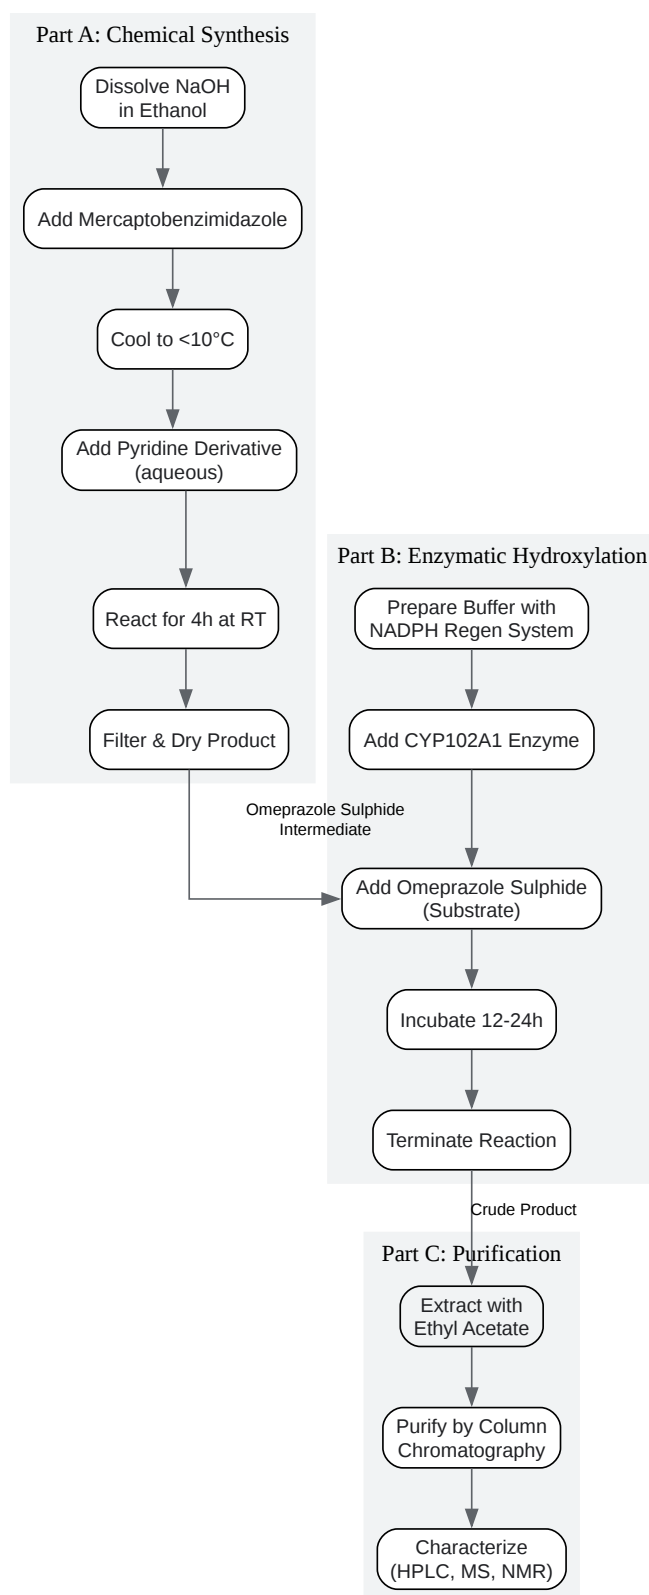 Part A: Chemical Synthesis
Dissolve NaOH
in Ethanol
Add Mercaptobenzimidazole
Cool to <10°C
Add Pyridine Derivative
(aqueous)
React for 4h at RT
Filter & Dry Product
Omeprazole Sulphide
Intermediate
Part B: Enzymatic Hydroxylation
Prepare Buffer with
NADPH Regen System
Add CYP102A1 Enzyme
Add Omeprazole Sulphide
(Substrate)
Incubate 12-24h
Terminate Reaction
Crude Product
Part C: Purification
Extract with
Ethyl Acetate
Purify by Column
Chromatography
Characterize
(HPLC, MS, NMR)